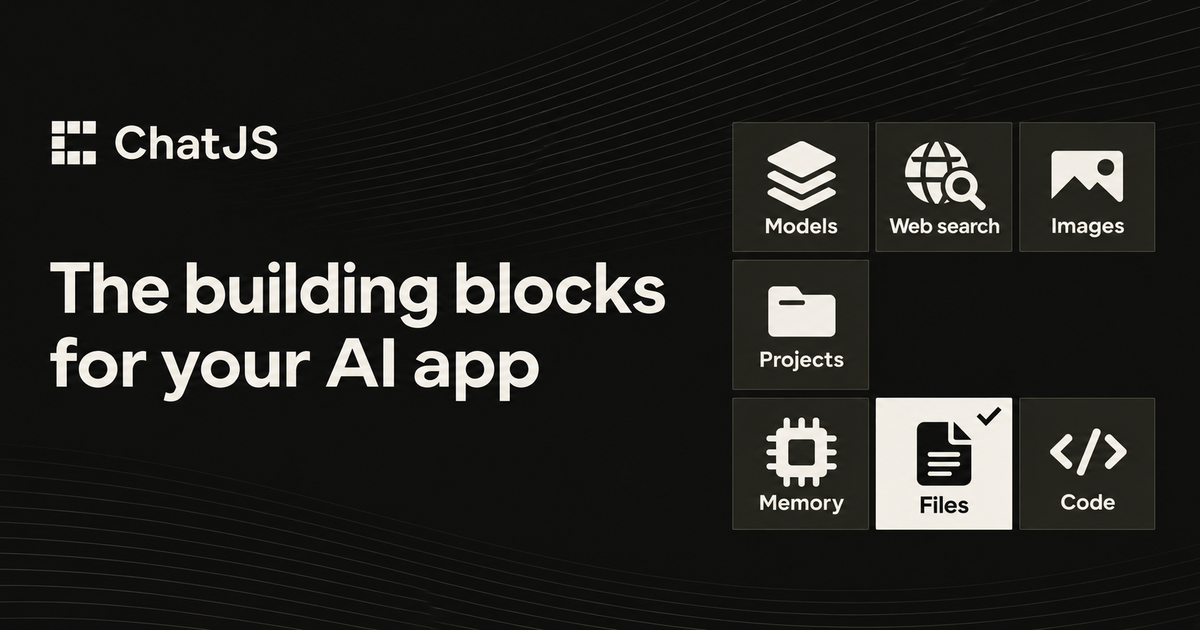 ChatJS
The building blocks
for your AI app
Models
Web search
Images
Projects
Memory
Files
Code